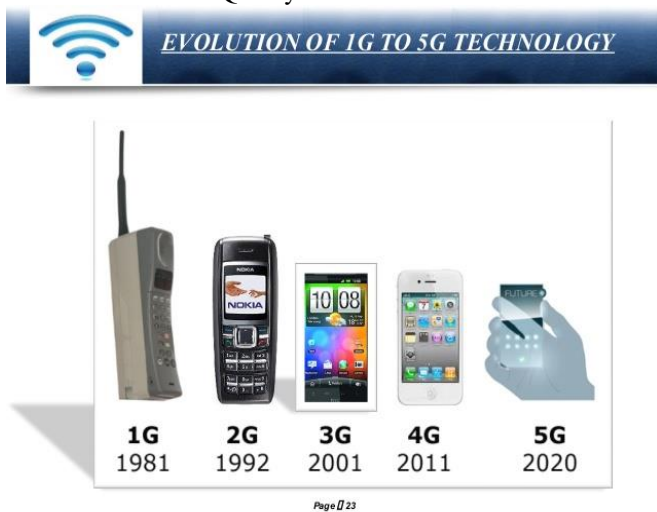 EVOLUTION OF 1G TO 5G TECHNOLOGY
NOKIA
NOKIA
10 08
FUTURE
1G 2G 3G 4G 5G
1981 1992 2001 2011 2020
Page 23